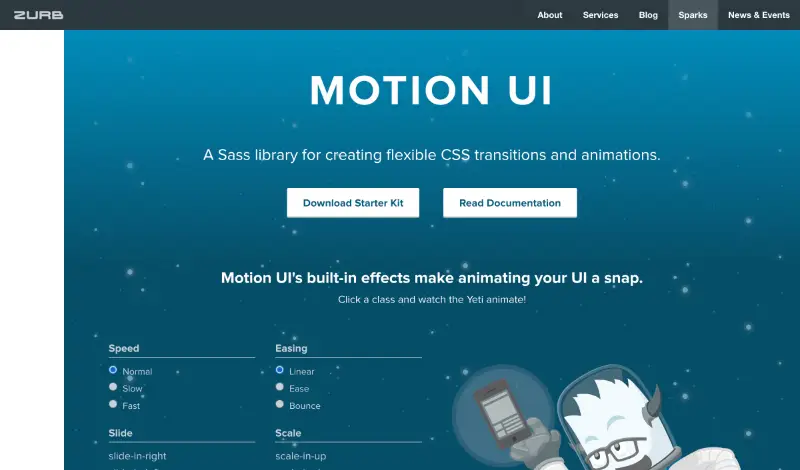 ZURB
About Services Blog Sparks News & Events
MOTION UI
A Sass library for creating flexible CSS transitions and animations.
Download Starter Kit Read Documentation
Motion UI's built-in effects make animating your UI a snap.
Click a class and watch the Yeti animate!
Speed
Normal
Slow
Fast
Easing
Linear
Ease
Bounce
Slide
slide-in-right
Scale
scale-in-up